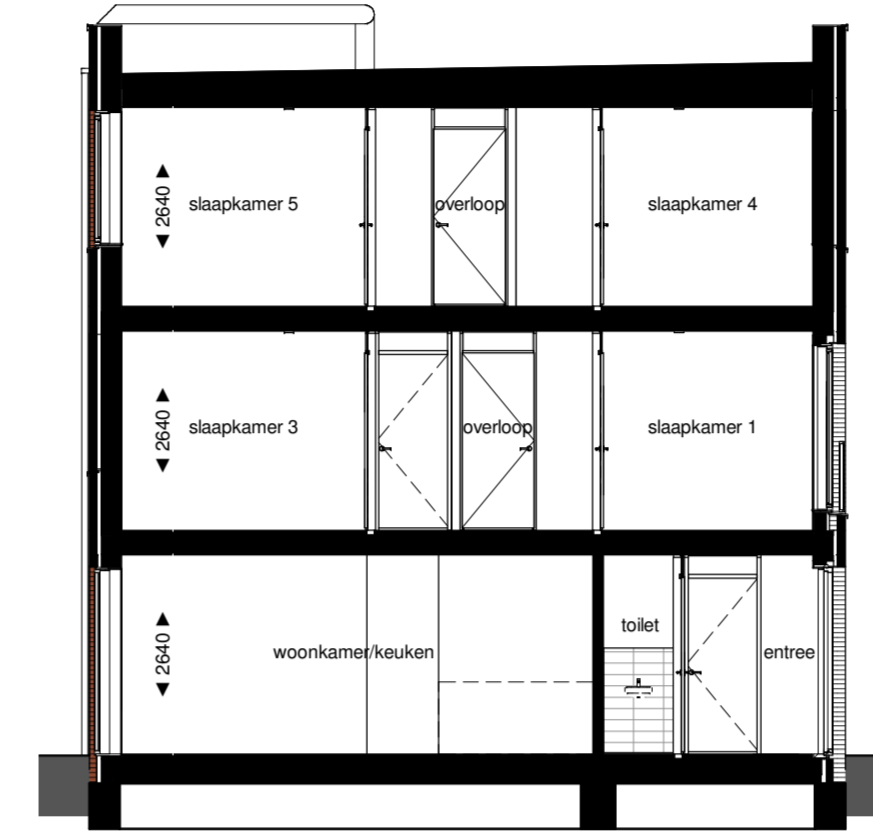 2640
slaapkamer 5
overloop
slaapkamer 4
2640
slaapkamer 3
overloop
slaapkamer 1
2640
woonkamer/keuken
toilet
entree